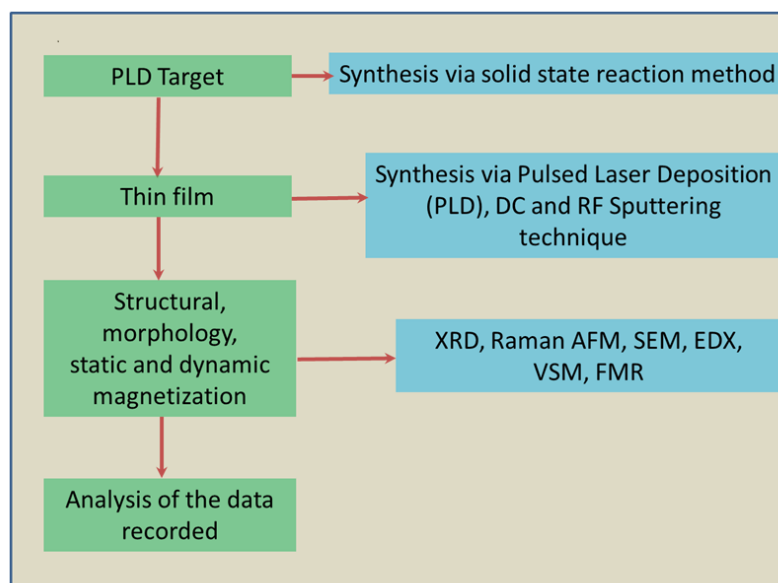 PLD Target
Synthesis via solid state reaction method
Thin film
Synthesis via Pulsed Laser Deposition
(PLD), DC and RF Sputtering
technique
Structural,
morphology,
static and dynamic
magnetization
XRD, Raman AFM, SEM, EDX,
VSM, FMR
Analysis of the data
recorded